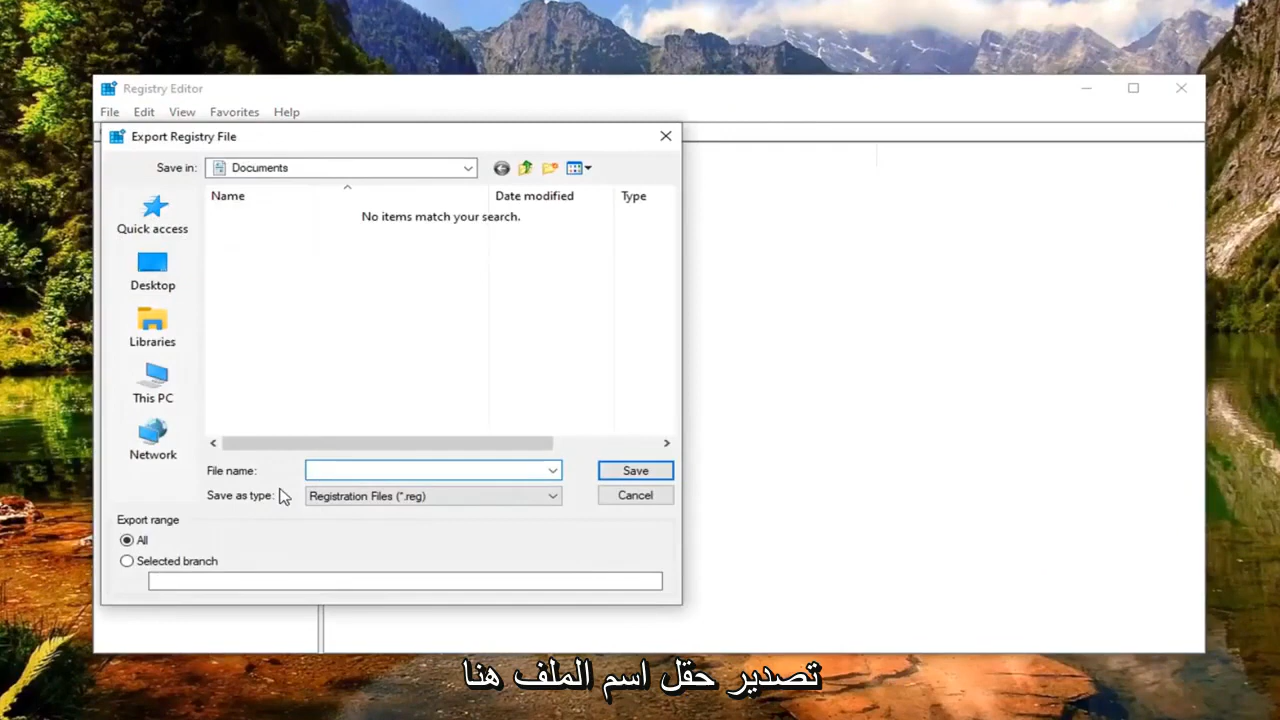 Registry Editor
File Edit View Favorites Help
Export Registry File
Save in: Documents
Name Date modified Type
No items match your search.
Quick access
Desktop
Libraries
This PC
Network
File name: Save
Save as type: Registration Files (*.reg) Cancel
Export range
All
Selected branch
تصدير حقل اسم الملف هنا